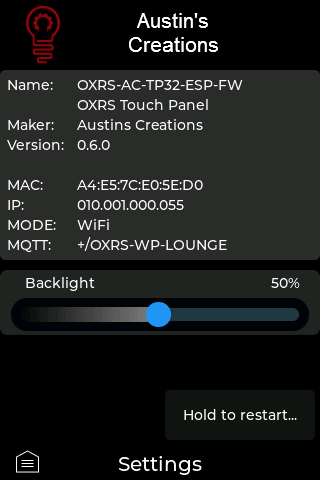 Austin's
Creations
Name: OXRS-AC-TP32-ESP-FW
OXRS Touch Panel
Maker: Austins Creations
Version: 0.6.0
MAC: A4:E5:7C:E0:5E:D0
IP: 010.001.000.055
MODE: WiFi
MQTT: +/OXRS-WP-LOUNGE
Backlight 50%
Hold to restart...
Settings